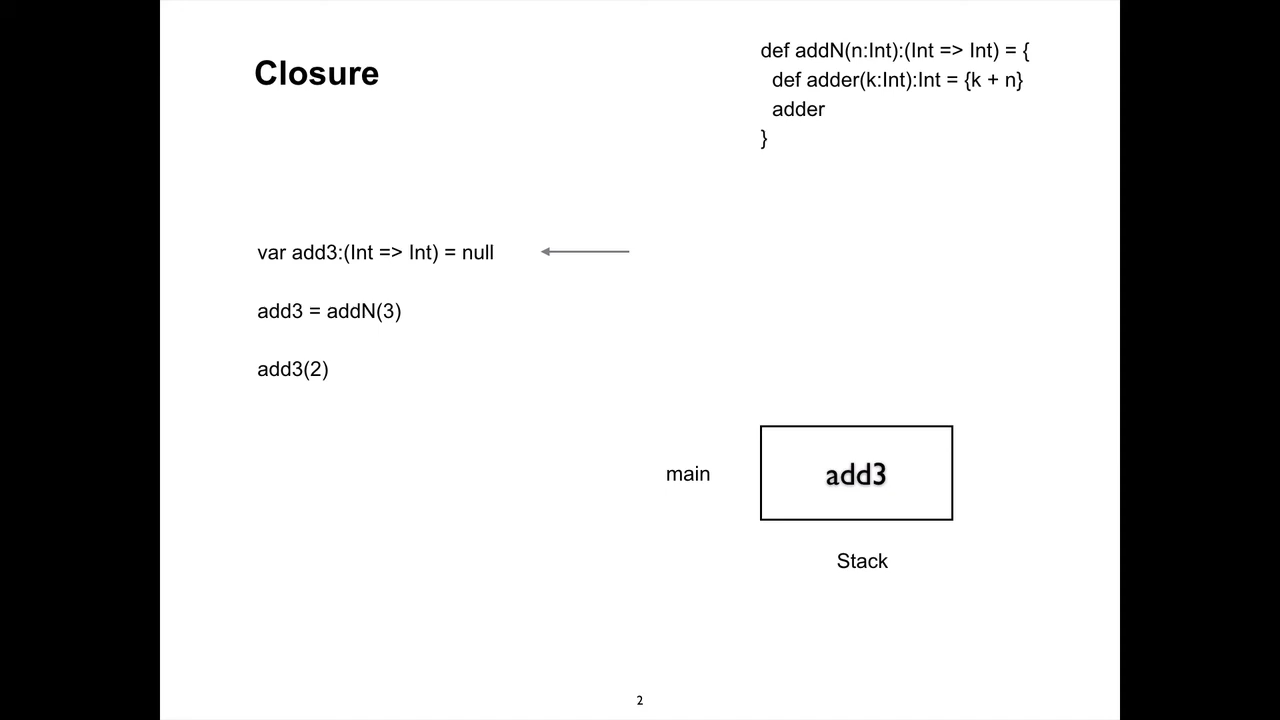 Closure
def addN(n:Int):(Int => Int) = {
def adder(k:Int):Int = {k + n}
adder
}
var add3:(Int => Int) = null
add3 = addN(3)
add3(2)
main
add3
Stack
2